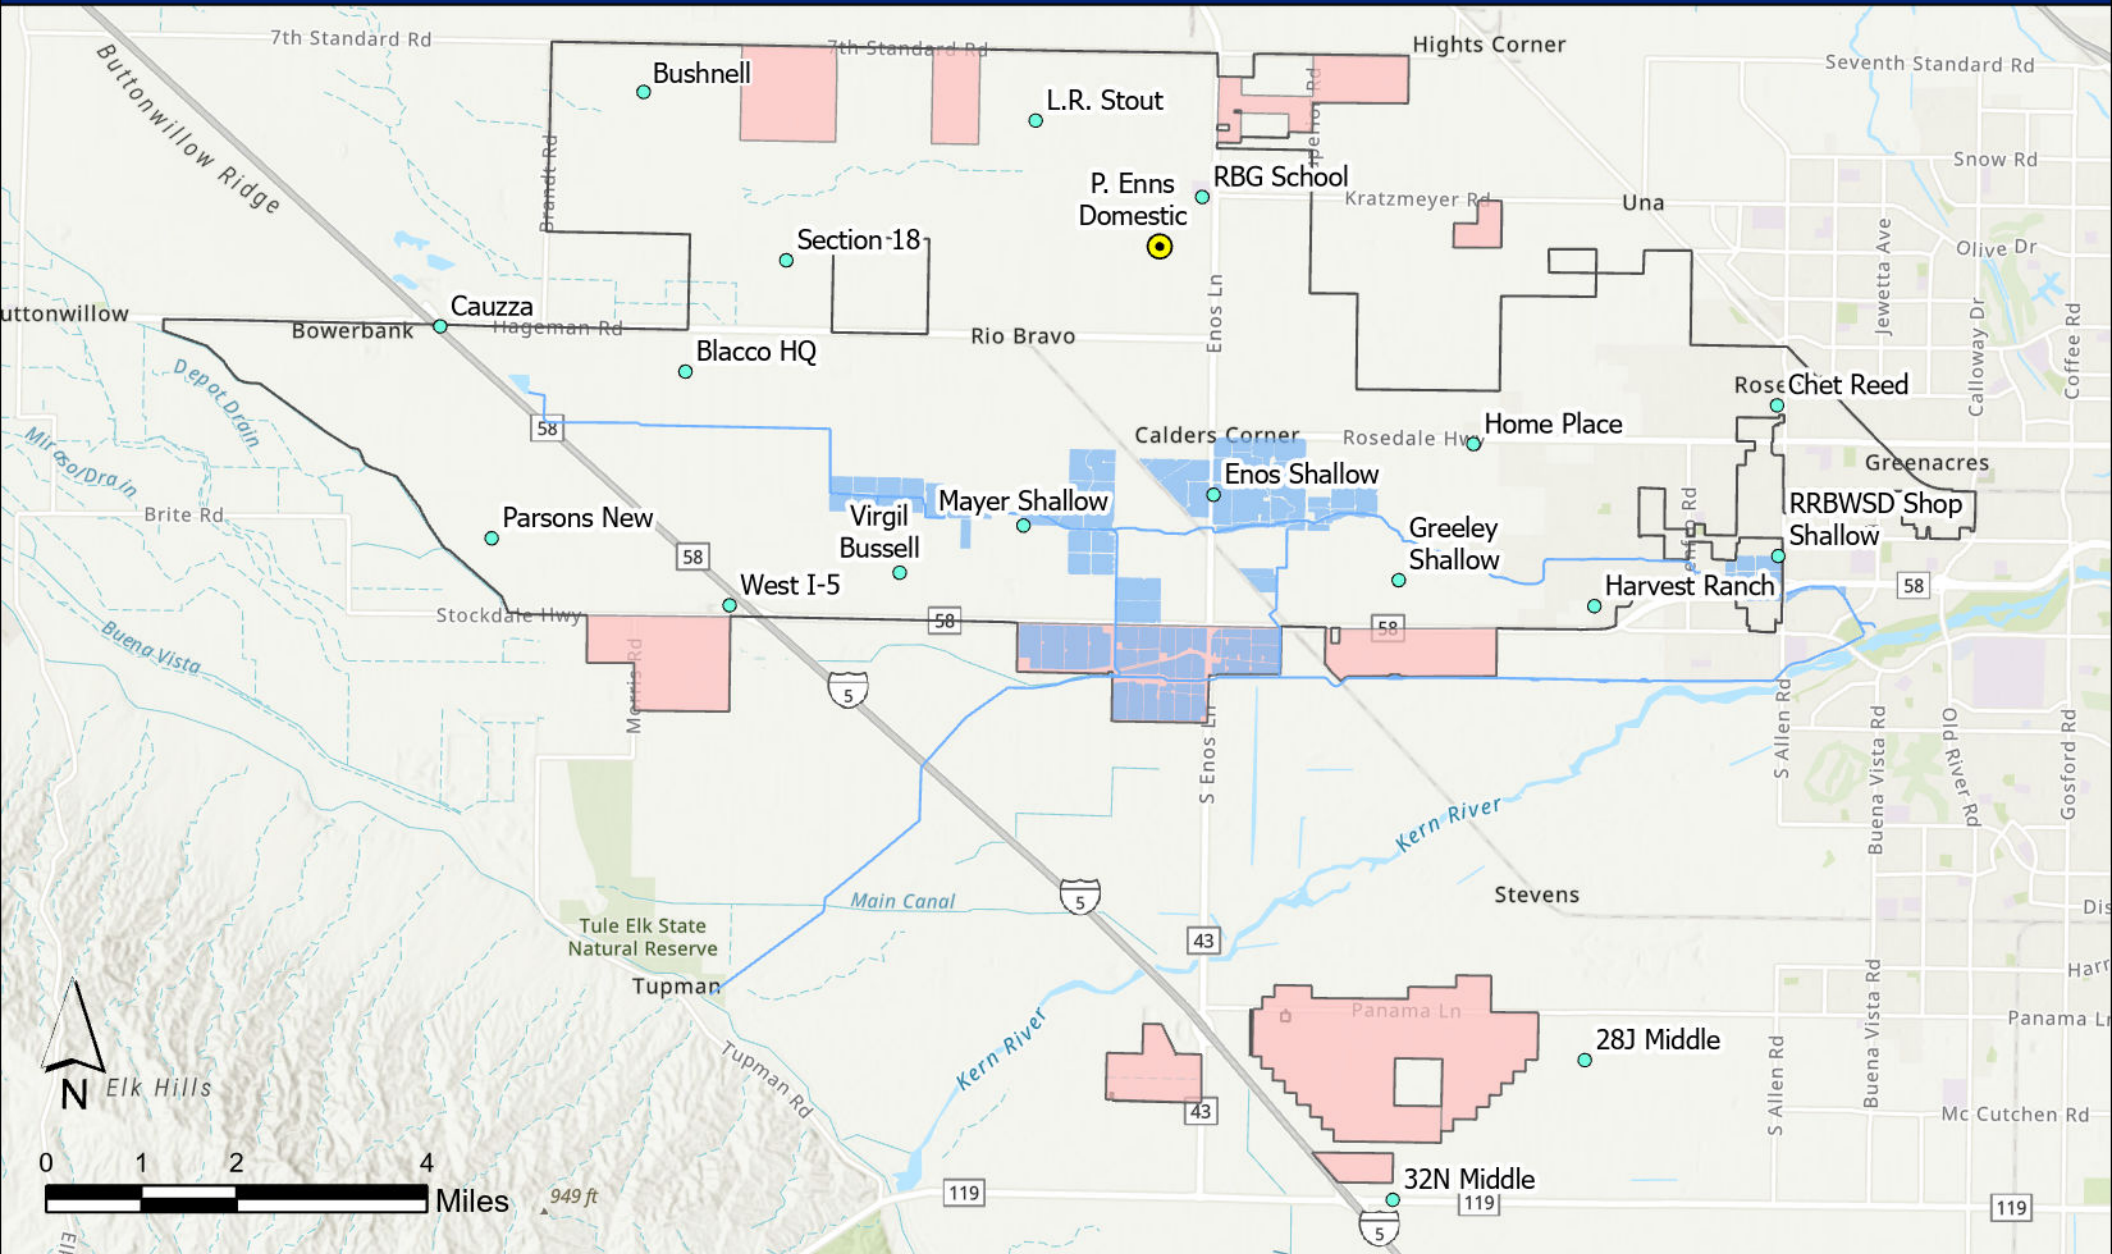 7th Standard Rd
7th Standard Rd
Hights Corner
Seventh Standard Rd
Buttonwillow Ridge
Bushnell
L.R. Stout
Snow Rd
Brandt Rd
P. Enns
Domestic
RBG School
Kratzmeyer Rd
Una
Section 18
Olive Dr
Jewetta Ave
Calloway Dr
Coffee Rd
Enos Ln
Cauzza
uttonwillow
Bowerbank
Hageman Rd
Rio Bravo
Blacco HQ
Depot Drain
Rose
Chet Reed
58
Calders Corner
Rosedale Hwy
Home Place
Greenacres
Enos Shallow
Mayer Shallow
Brite Rd
Parsons New
Virgil
Bussell
RRBWSD Shop
Shallow
Greeley
Shallow
58
West I-5
Harvest Ranch
58
Stockdale Hwy
58
58
Buena Vista
Morris Rd
5
S Enos Ln
S Allen Rd
Buena Vista Rd
Old River Rd
Gosford Rd
Kern River
Main Canal
5
Stevens
Dis
Tule Elk State
Natural Reserve
43
Tupman
Harr
Panama Ln
Panama Ln
Kern River
28J Middle
S Allen Rd
Buena Vista Rd
Tupman Rd
N
Elk Hills
43
Mc Cutchen Rd
0 1 2 4
Miles
949 ft
119
32N Middle
119
119
5